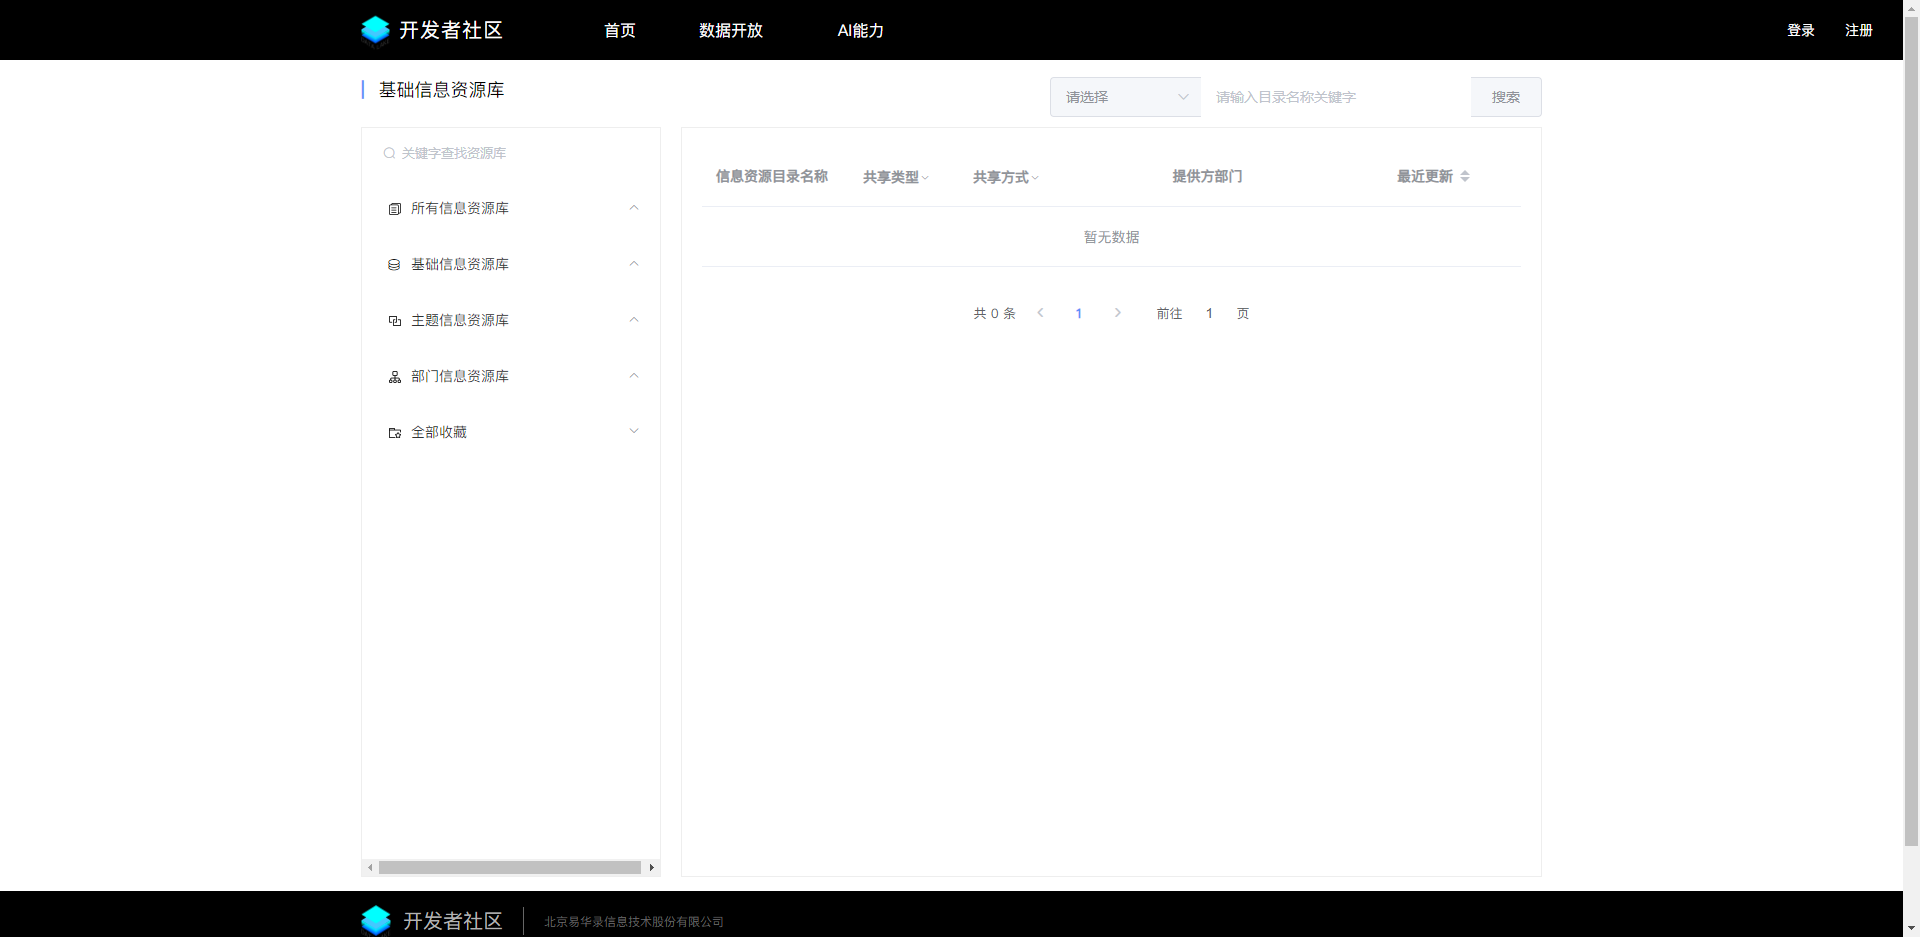 开发者社区 首页 数据开放 AI能力 登录 注册
基础信息资源库
请选择 请输入目录名称关键字 搜索
关键字查找资源库
所有信息资源库
基础信息资源库
主题信息资源库
部门信息资源库
全部收藏
信息资源目录名称 共享类型 共享方式 提供方部门 最近更新
暂无数据
共 0 条 1 前往 1 页
开发者社区 北京易华录信息技术股份有限公司